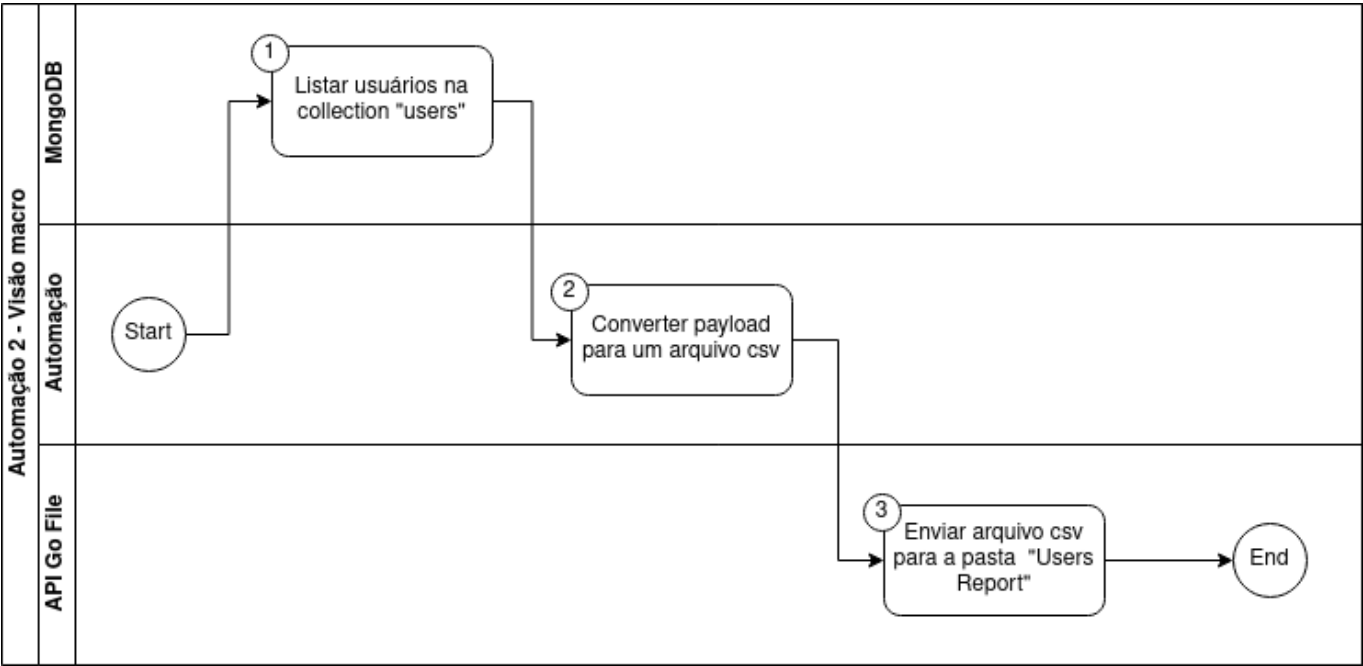 Automação 2 - Visão macro
MongoDB
1
Listar usuários na
collection "users"
Automação
Start
2
Converter payload
para um arquivo csv
API Go File
3
Enviar arquivo csv
para a pasta "Users
Report"
End